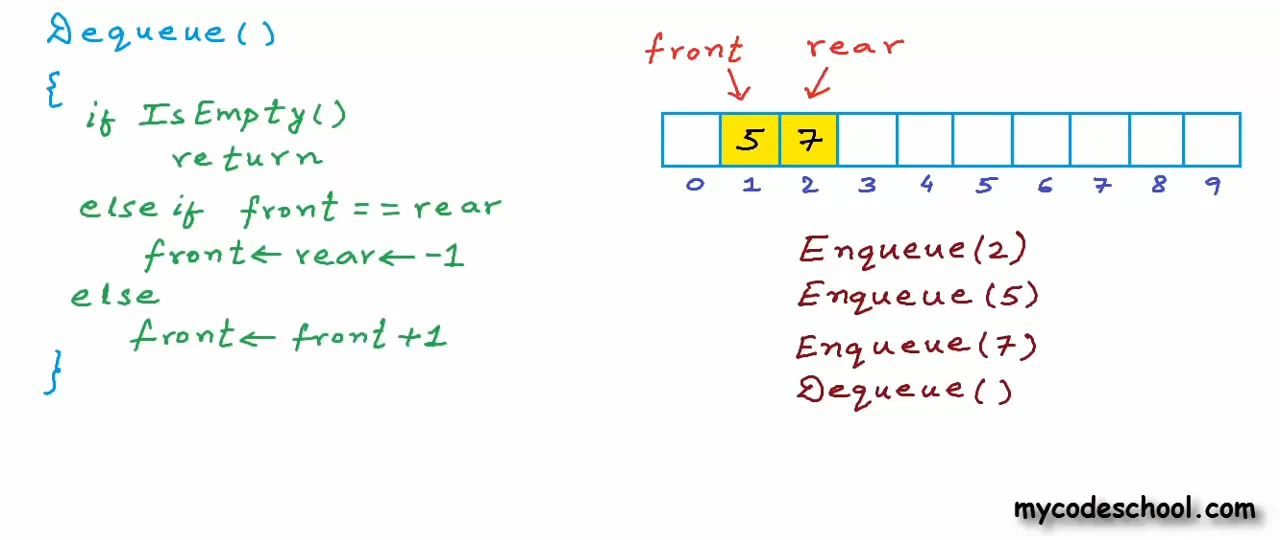 Dequeue()
{
if IsEmpty()
return
else if front == rear
front ← rear ← -1
else
front ← front +1
}
front rear
5 7
0 1 2 3 4 5 6 7 8 9
Enqueue(2)
Enqueue(5)
Enqueue(7)
Dequeue()
mycodeschool.com